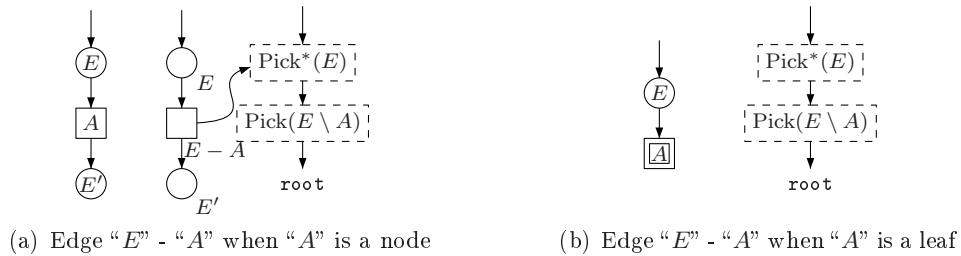 E
A
E′
E
E − A
E′
Pick*(E)
Pick(E \ A)
root
(a) Edge “E” - “A” when “A” is a node
E
A
Pick*(E)
Pick(E \ A)
root
(b) Edge “E” - “A” when “A” is a leaf